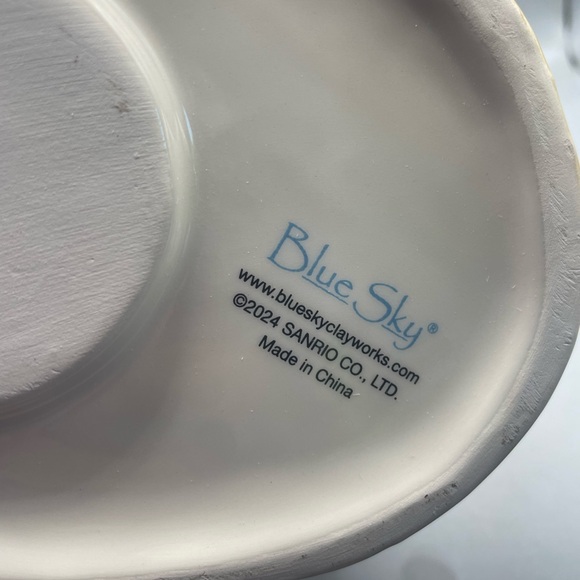 Blue Sky®
www.blueskyclayworks.com
©2024 SANRIO CO., LTD.
Made in China